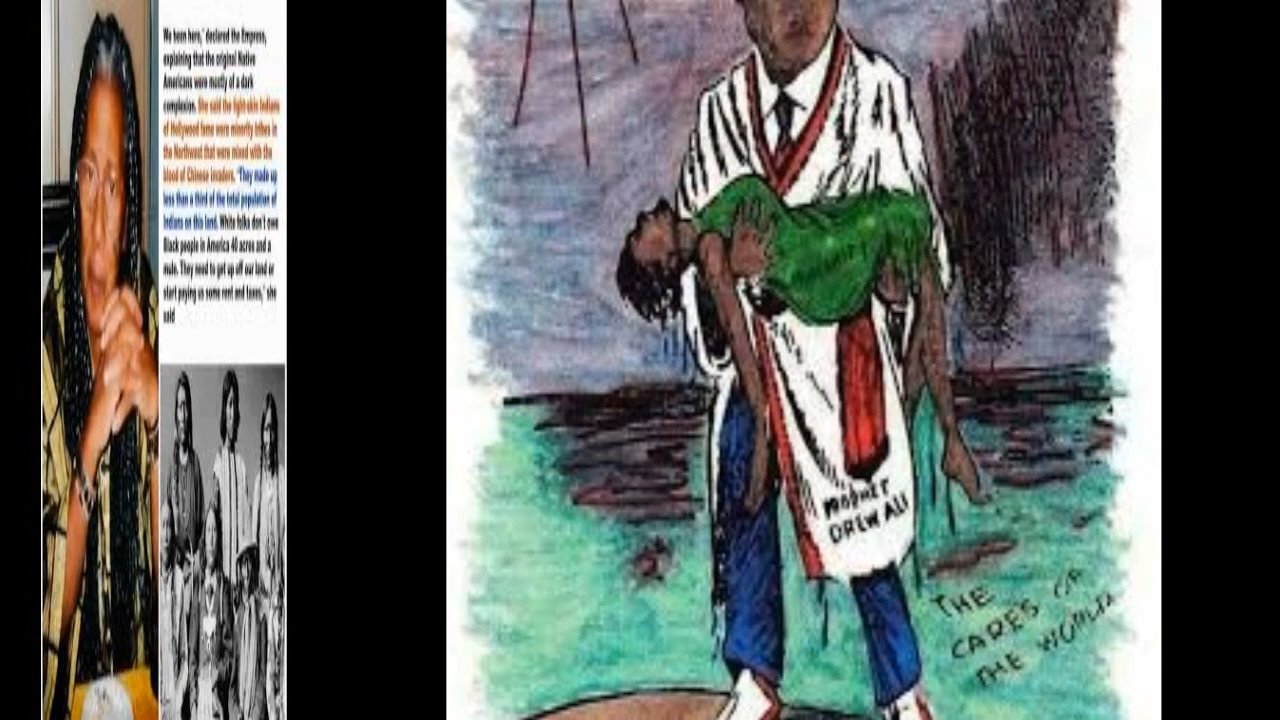 We been here,' declared the Empress,
explaining that the original Native
Americans were mostly of a dark
complexion. She said the light-skin Indians
of Hollywood fame were minority tribes in
the Northwest that were mixed with the
blood of Chinese invaders. 'They made up
less than a third of the total population of
Indians on this land. White folks don't owe
Black people in America 40 acres and a
mule. They need to get up off our land or
start paying us some rent and taxes,' she
said
PROPHET
DREW ALI
THE
CARES OF
THE WORLD